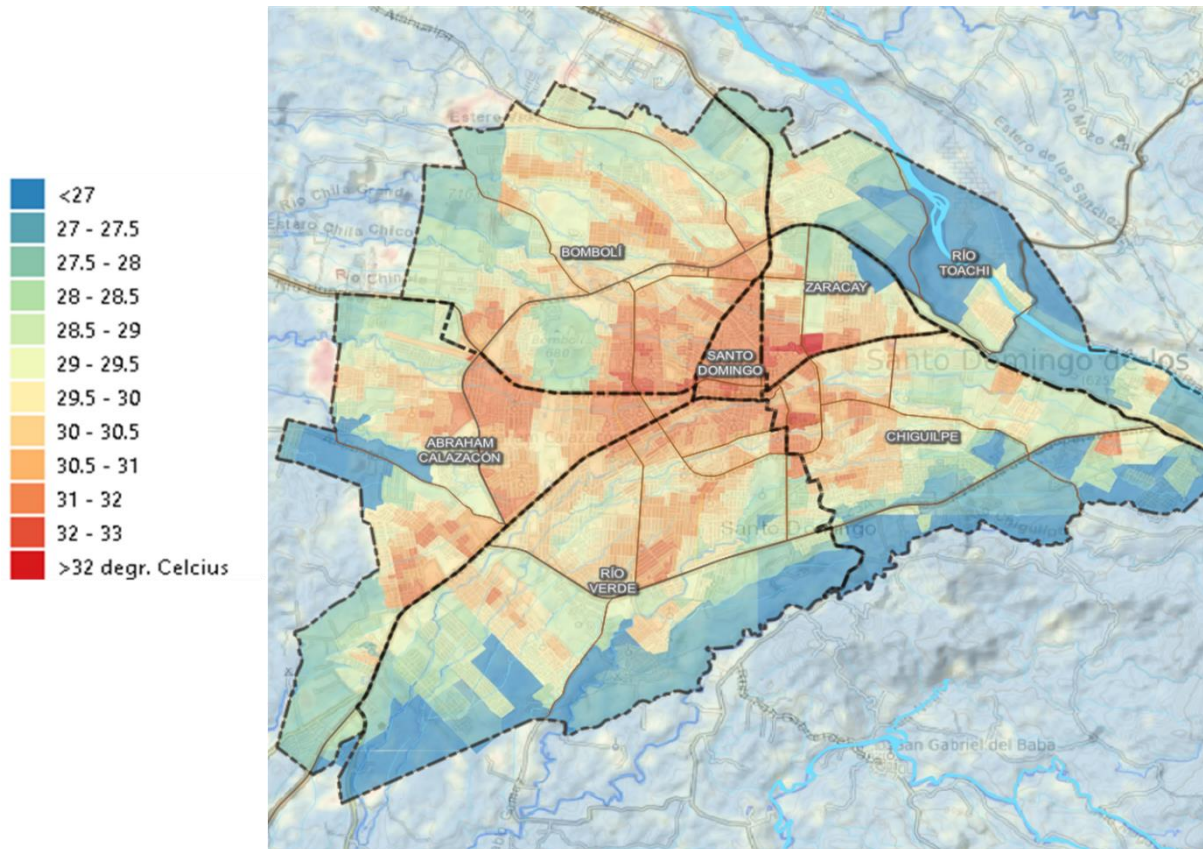 <27
27 - 27.5
27.5 - 28
28 - 28.5
28.5 - 29
29 - 29.5
29.5 - 30
30 - 30.5
30.5 - 31
31 - 32
32 - 33
>32 degr. Celcius
Río Chila Grande
Estero Chila Chico
BOMBOLÍ
ZARACAY
RÍO
TOACHI
Río Mozo
Estero de los Sanchez
SANTO
DOMINGO
Santo Domingo de los
ABRAHAM
CALAZACÓN
CHIGUILPE
Santo Domingo
RÍO
VERDE
San Gabriel del Baba